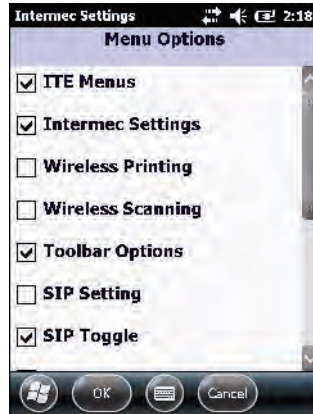 Intermec Settings 2:18
Menu Options
ITE Menus
Intermec Settings
Wireless Printing
Wireless Scanning
Toolbar Options
SIP Setting
SIP Toggle
OK
Cancel